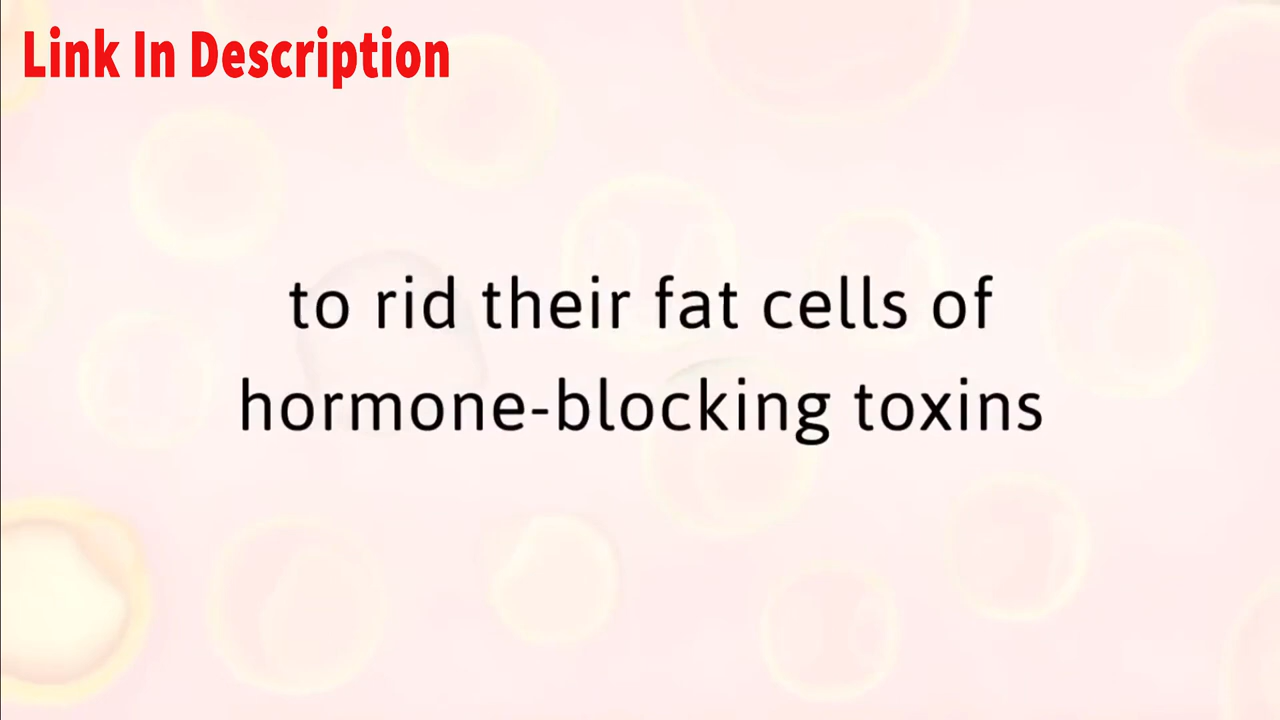 Link In Description
to rid their fat cells of
hormone-blocking toxins